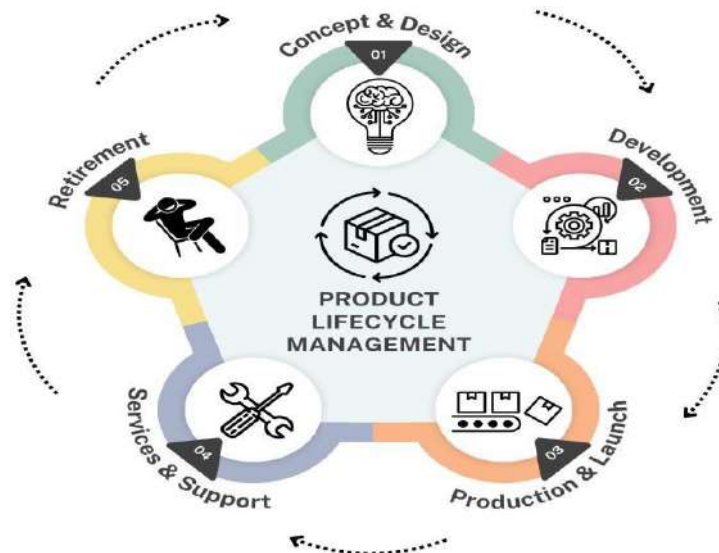 Concept & Design
01
Development
02
Production & Launch
03
Services & Support
04
Retirement
05
PRODUCT
LIFECYCLE
MANAGEMENT